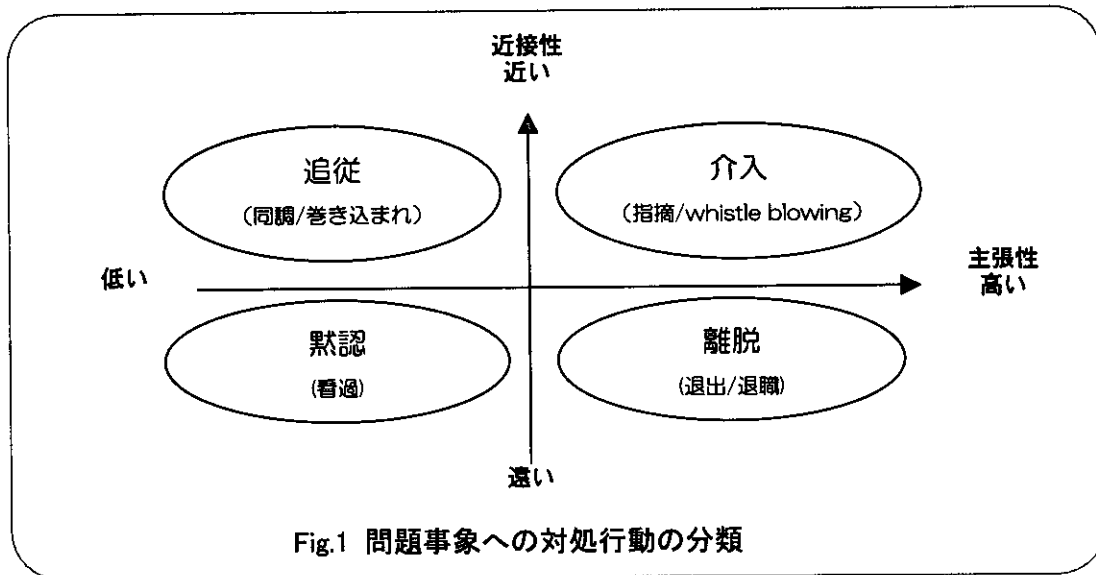 近接性
近い
追従
(同調/巻き込まれ)
介入
(指摘/whistle blowing)
低い
主張性
高い
黙認
(看過)
離脱
(退出/退職)
遠い
Fig.1 問題事象への対処行動の分類